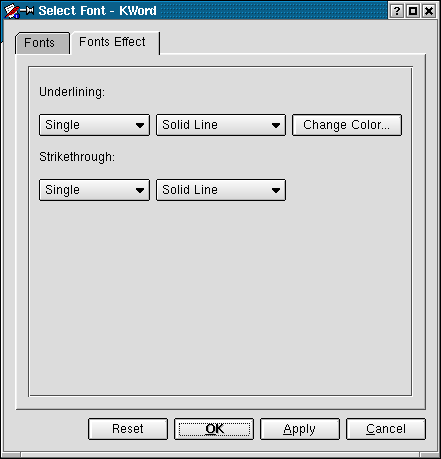 Select Font - KWord
Fonts Fonts Effect
Underlining:
Single Solid Line Change Color...
Strikethrough:
Single Solid Line
Reset OK Apply Cancel